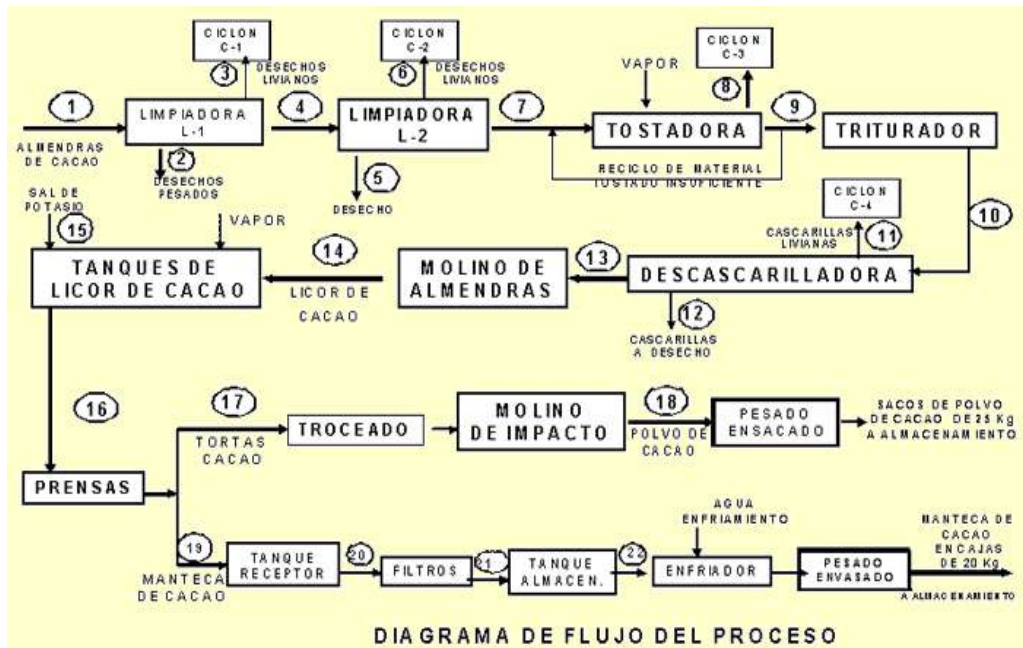 CICLON
C-1
CICLON
C-2
CICLON
C-3
1
3
DESECHOS
LIVIANOS
4
6
DESECHOS
LIVIANOS
7
VAPOR
8
9
LIMPIADORA
L-1
LIMPIADORA
L-2
TOSTADORA
TRITURADOR
ALMENDRAS
DE CACAO
2
DESECHOS
PESADOS
5
DESECHO
RECICLO DE MATERIAL
TOSTADO INSUFICIENTE
CICLON
C-4
10
SAL DE
POTASIO
15
VAPOR
14
13
CASCARILLAS
LIVIANAS
11
TANQUES DE
LICOR DE CACAO
LICOR DE
CACAO
MOLINO DE
ALMENDRAS
DESCASCARILLADORA
12
CASCARILLAS
A DESECHO
16
17
18
TORTAS
CACAO
TROCEADO
MOLINO
DE IMPACTO
POLVO DE
CACAO
PESADO
ENSACADO
SACOS DE POLVO
DE CACAO DE 25 Kg
A ALMACENAMIENTO
PRENSAS
19
MANTECA
DE CACAO
TANQUE
RECEPTOR
20
FILTROS
21
TANQUE
ALMACEN.
22
AGUA
ENFRIAMIENTO
ENFRIADOR
PESADO
ENVASADO
MANTECA DE
CACAO
EN CAJAS
DE 20 Kg
A ALMACENAMIENTO
DIAGRAMA DE FLUJO DEL PROCESO